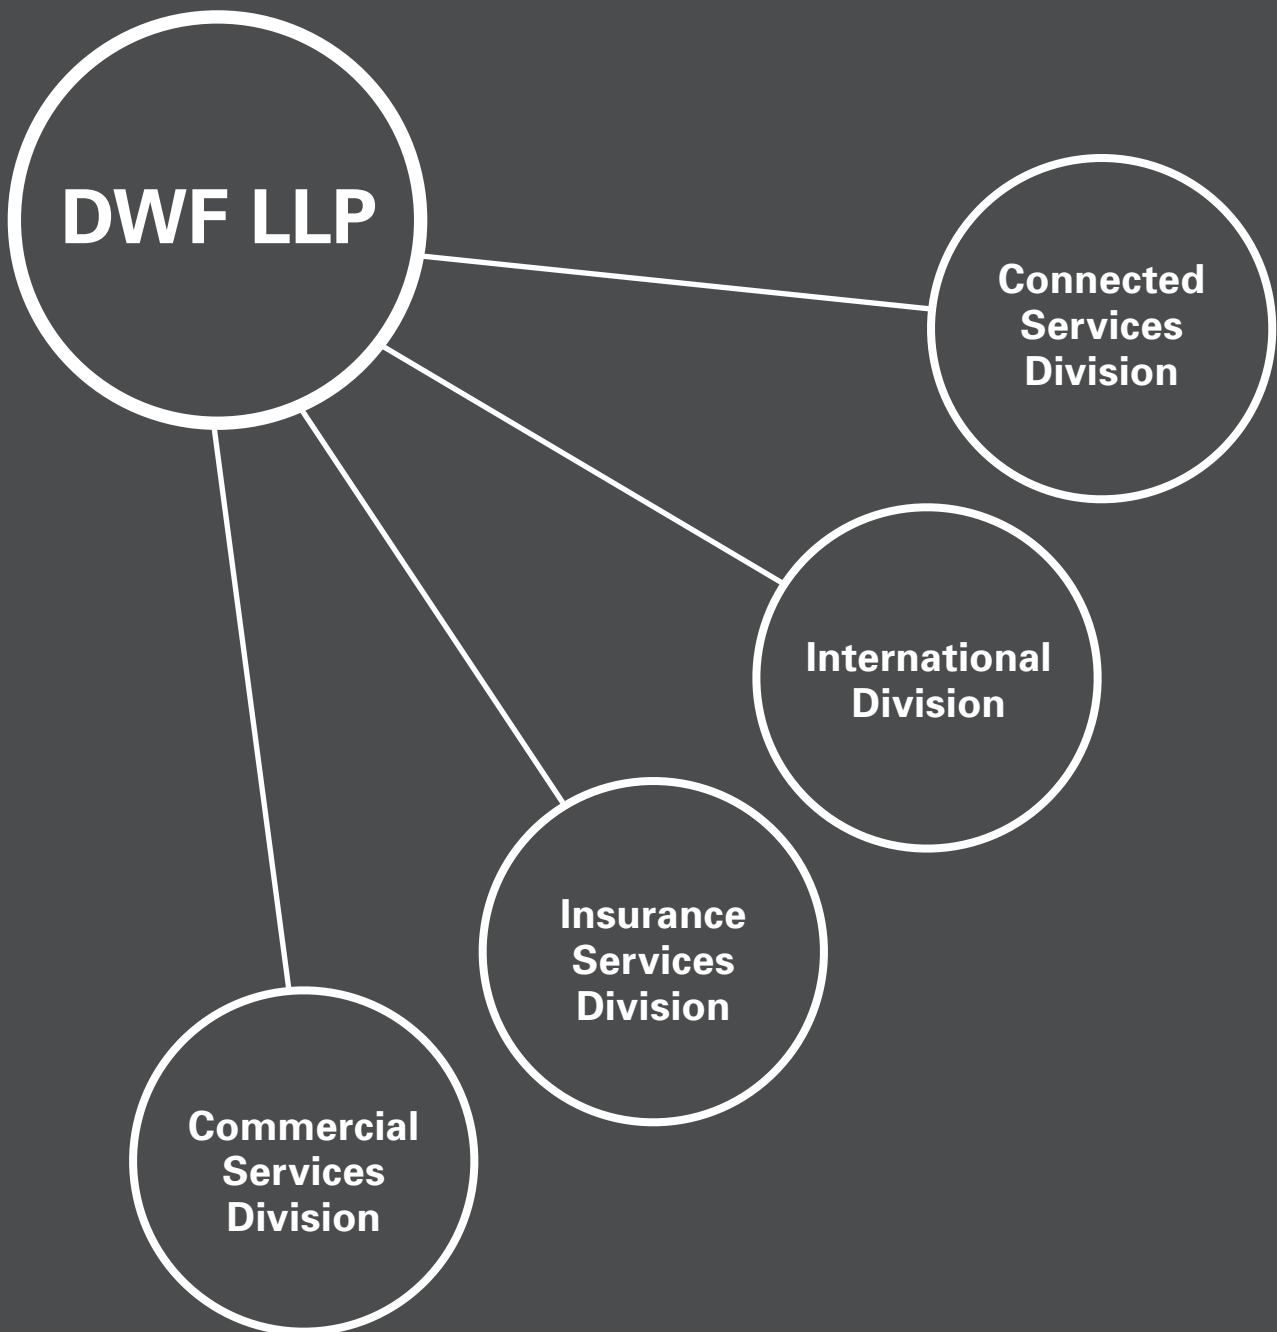 DWF LLP
Connected
Services
Division
International
Division
Insurance
Services
Division
Commercial
Services
Division